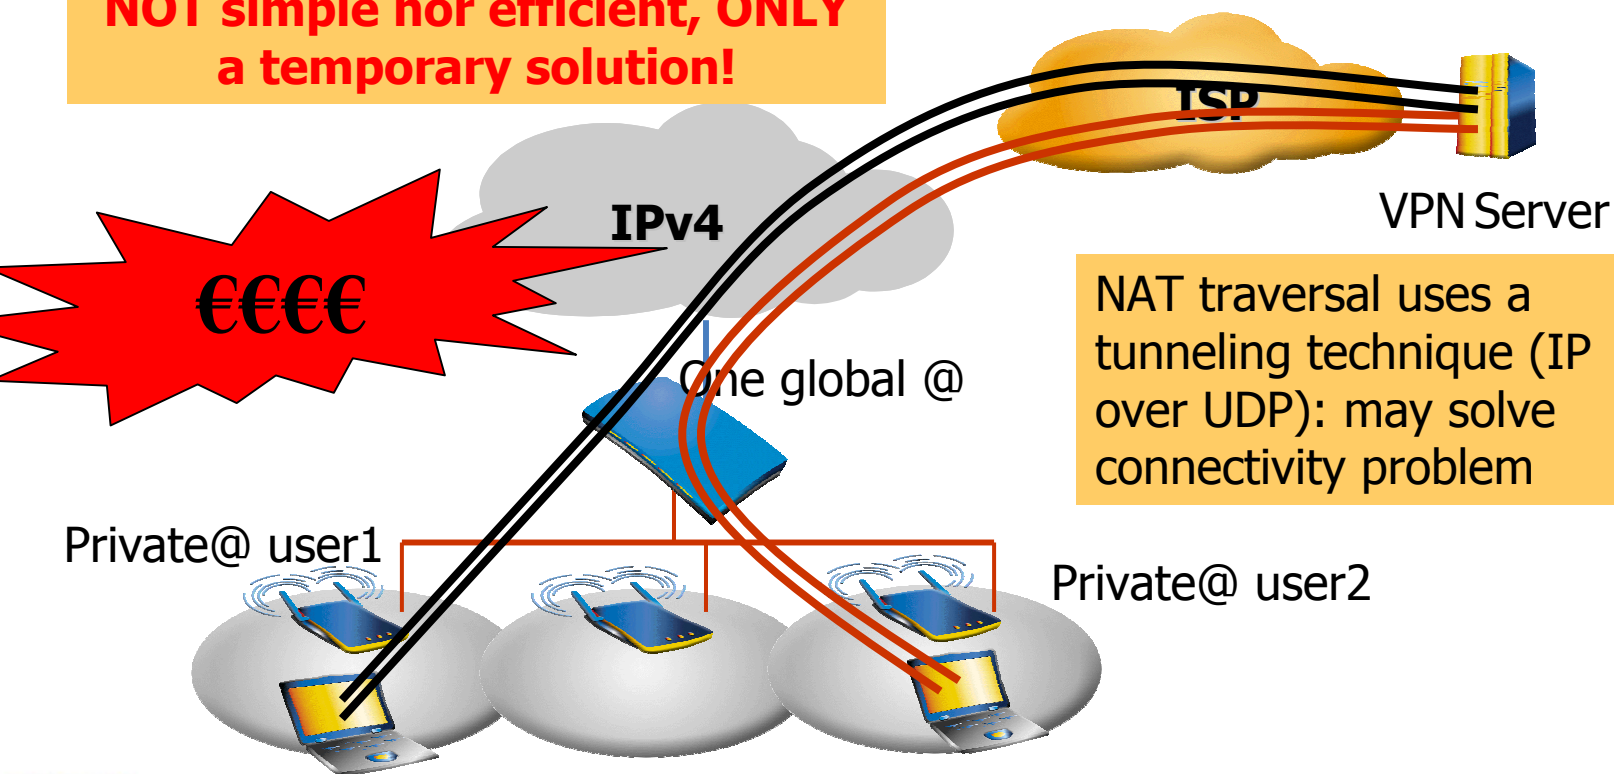 NOT simple nor efficient, ONLY
a temporary solution!
ISP
VPN Server
IPv4
€€€€
NAT traversal uses a
tunneling technique (IP
over UDP): may solve
connectivity problem
One global @
Private@ user1
Private@ user2